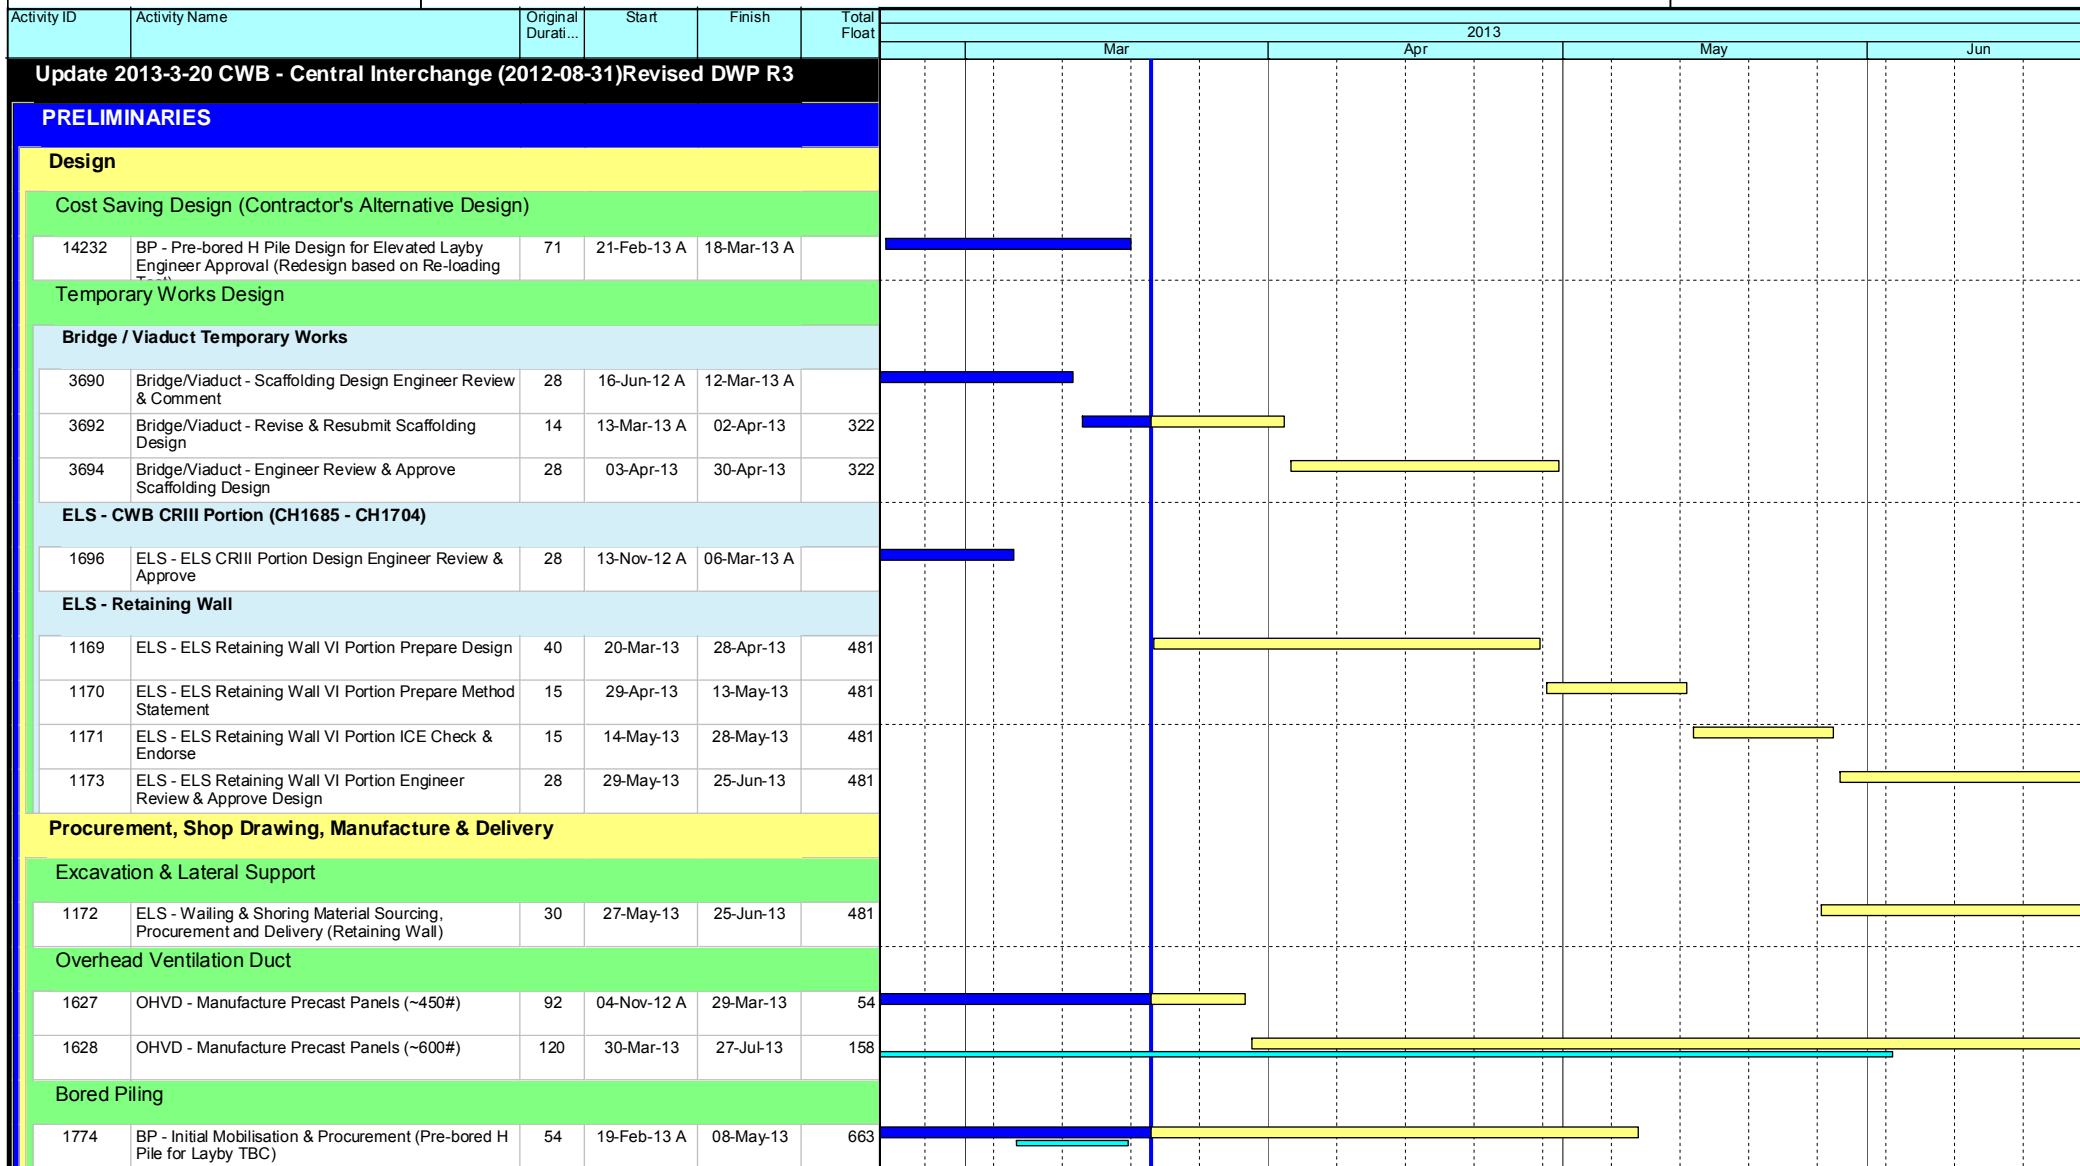 Activity ID Activity Name Original Start Finish Total
Durati... Float
2013
Mar Apr May Jun
Update 2013-3-20 CWB - Central Interchange (2012-08-31)Revised DWP R3
PRELIMINARIES
Design
Cost Saving Design (Contractor's Alternative Design)
14232 BP - Pre-bored H Pile Design for Elevated Layby 71 21-Feb-13 A 18-Mar-13 A
Engineer Approval (Redesign based on Re-loading
Temporary Works Design
Bridge / Viaduct Temporary Works
3690 Bridge/Viaduct - Scaffolding Design Engineer Review 28 16-Jun-12 A 12-Mar-13 A
& Comment
3692 Bridge/Viaduct - Revise & Resubmit Scaffolding 14 13-Mar-13 A 02-Apr-13 322
Design
3694 Bridge/Viaduct - Engineer Review & Approve 28 03-Apr-13 30-Apr-13 322
Scaffolding Design
ELS - CWB CRIII Portion (CH1685 - CH1704)
1696 ELS - ELS CRIII Portion Design Engineer Review & 28 13-Nov-12 A 06-Mar-13 A
Approve
ELS - Retaining Wall
1169 ELS - ELS Retaining Wall VI Portion Prepare Design 40 20-Mar-13 28-Apr-13 481
1170 ELS - ELS Retaining Wall VI Portion Prepare Method 15 29-Apr-13 13-May-13 481
Statement
1171 ELS - ELS Retaining Wall VI Portion ICE Check & 15 14-May-13 28-May-13 481
Endorse
1173 ELS - ELS Retaining Wall VI Portion Engineer 28 29-May-13 25-Jun-13 481
Review & Approve Design
Procurement, Shop Drawing, Manufacture & Delivery
Excavation & Lateral Support
1172 ELS - Wailing & Shoring Material Sourcing, 30 27-May-13 25-Jun-13 481
Procurement and Delivery (Retaining Wall)
Overhead Ventilation Duct
1627 OHVD - Manufacture Precast Panels (~450#) 92 04-Nov-12 A 29-Mar-13 54
1628 OHVD - Manufacture Precast Panels (~600#) 120 30-Mar-13 27-Jul-13 158
Bored Piling
1774 BP - Initial Mobilisation & Procurement (Pre-bored H 54 19-Feb-13 A 08-May-13 663
Pile for Layby TBC)